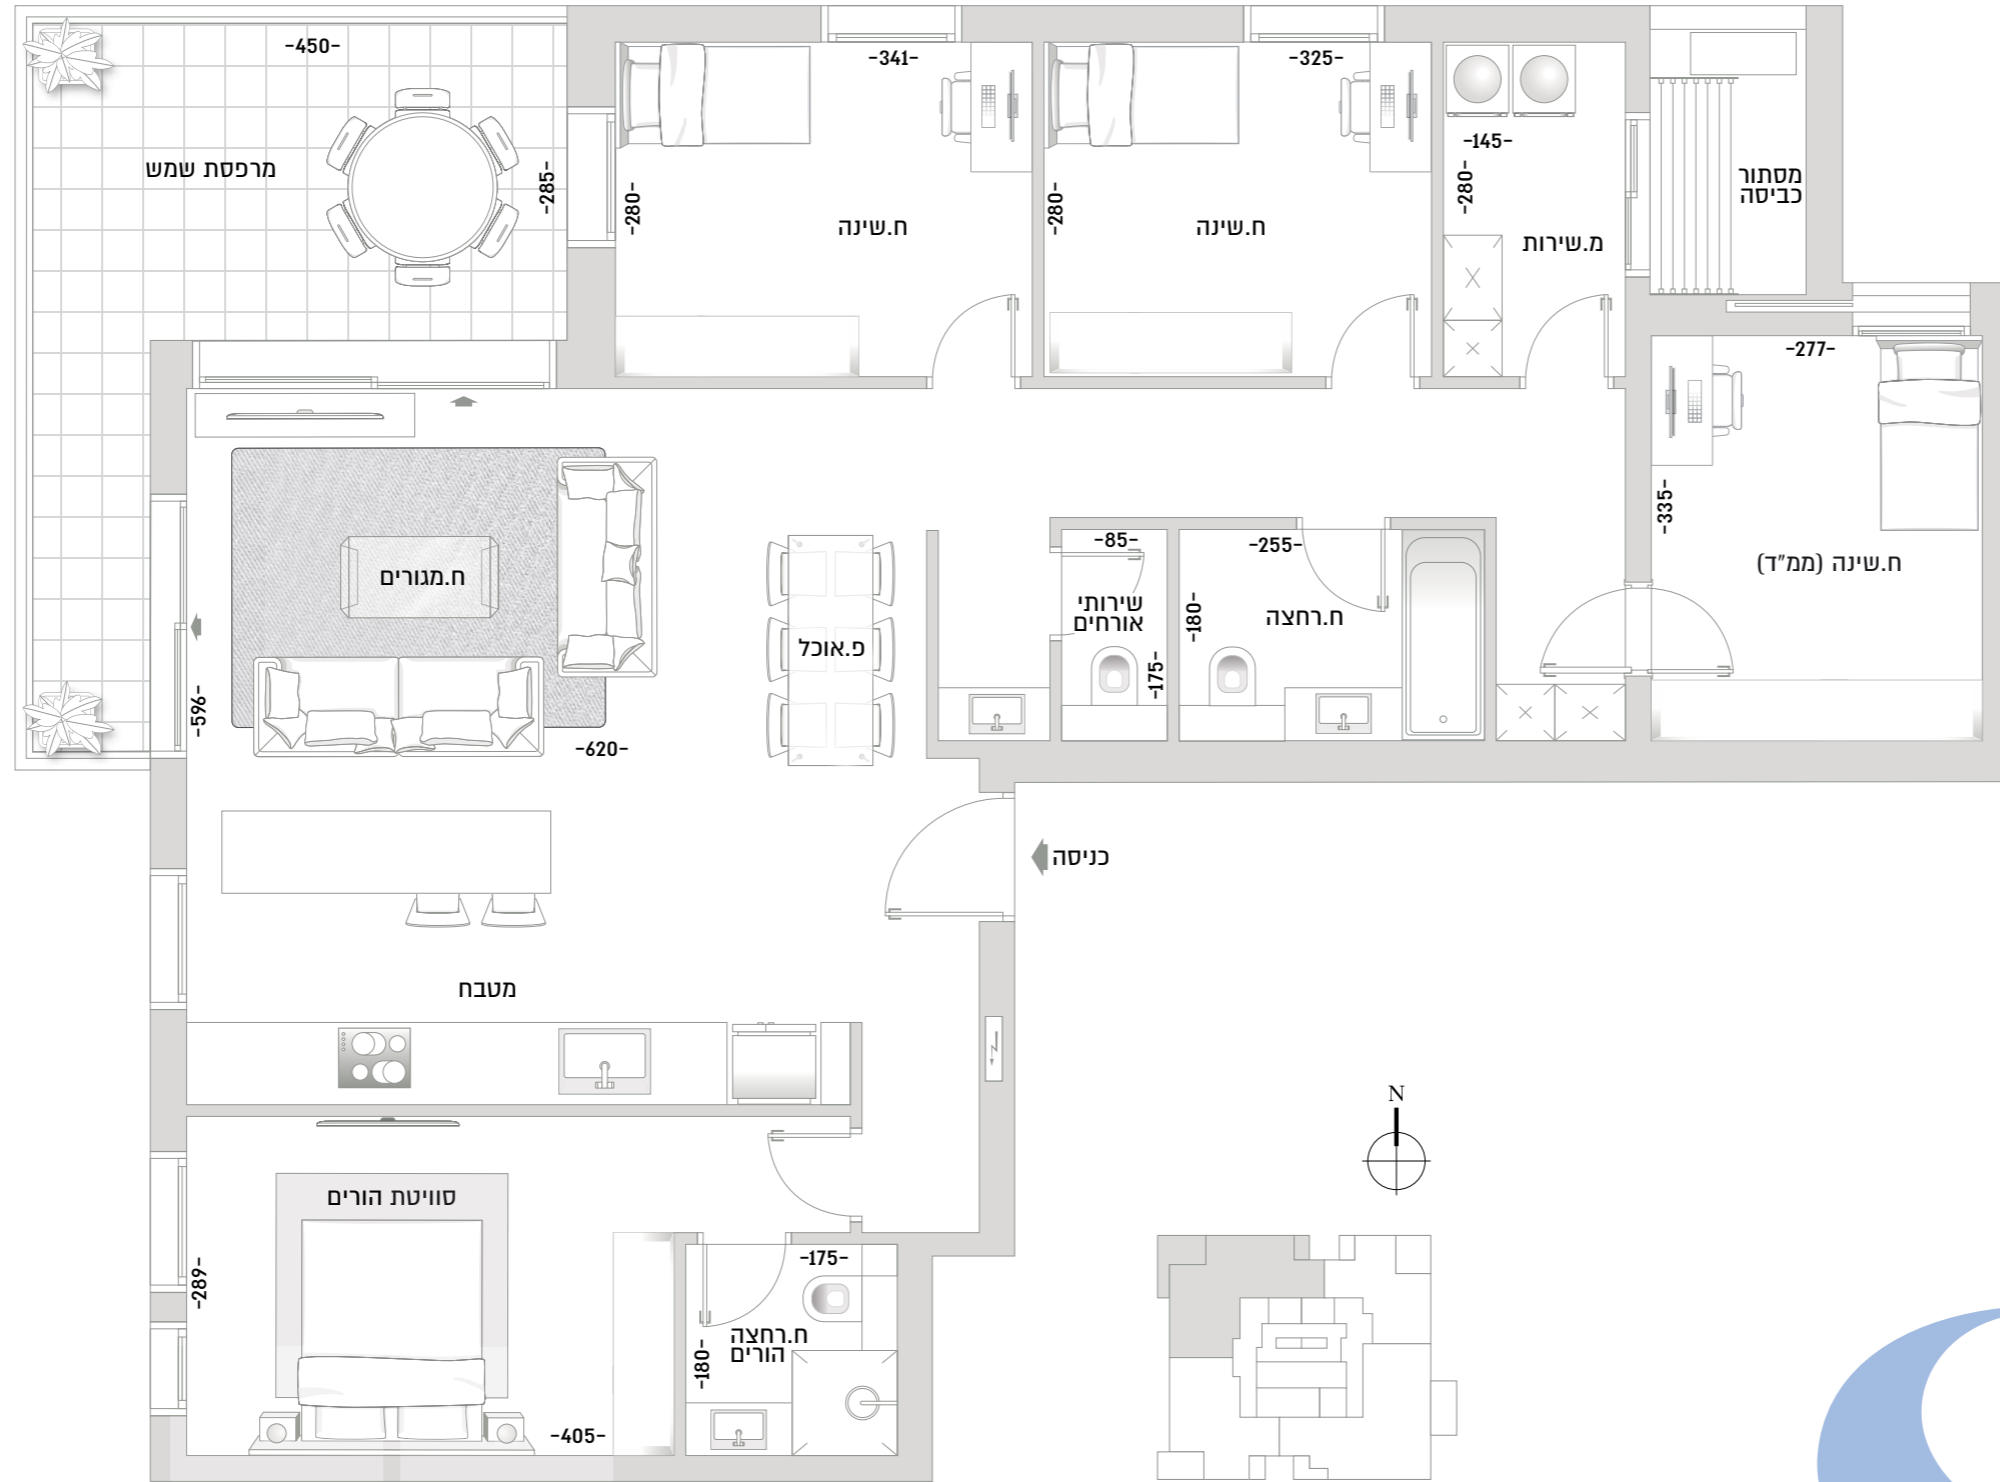 -450-
-341-
-325-
-145-
-280-
מסתור
כביסה
מרפסת שמש
-285-
-280-
ח.שינה
-280-
ח.שינה
מ.שירות
-277-
ח.מגורים
-596-
-620-
פ.אוכל
-85-
שירותי
אורחים
-175-
-255-
-180-
ח.רחצה
-335-
ח.שינה (ממ"ד)
כניסה
מטבח
N
סוויטת הורים
-289-
-405-
-175-
-180-
ח.רחצה
הורים